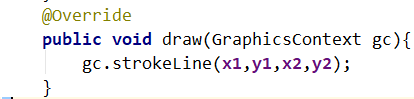 @Override
public void draw(GraphicsContext gc){
gc.strokeLine(x1,y1,x2,y2);
}